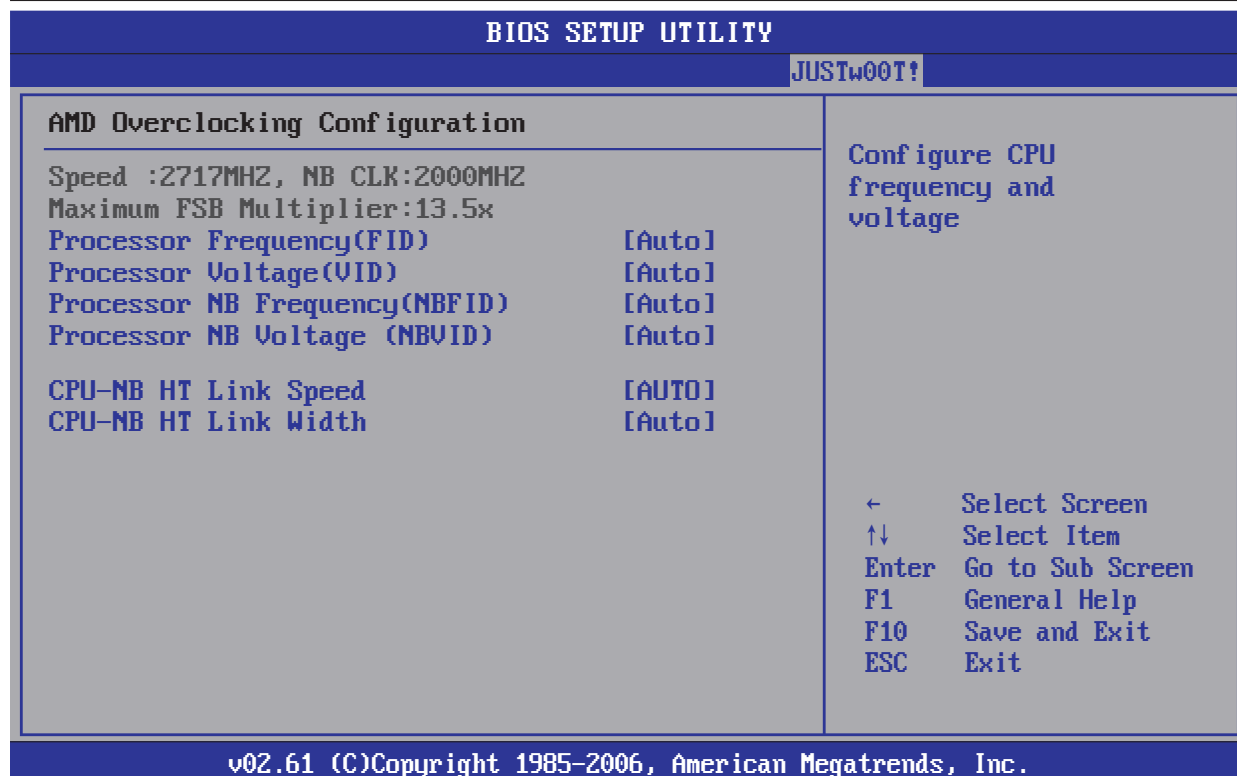 BIOS SETUP UTILITY
JUSTw00T!
AMD Overclocking Configuration
Speed :2717MHZ, NB CLK:2000MHZ
Maximum FSB Multiplier:13.5x
Processor Frequency(FID) [Auto]
Processor Voltage(VID) [Auto]
Processor NB Frequency(NBFID) [Auto]
Processor NB Voltage (NBVID) [Auto]
CPU-NB HT Link Speed [AUTO]
CPU-NB HT Link Width [Auto]
Configure CPU
frequency and
voltage
← Select Screen
↑↓ Select Item
Enter Go to Sub Screen
F1 General Help
F10 Save and Exit
ESC Exit
v02.61 (C)Copyright 1985-2006, American Megatrends, Inc.